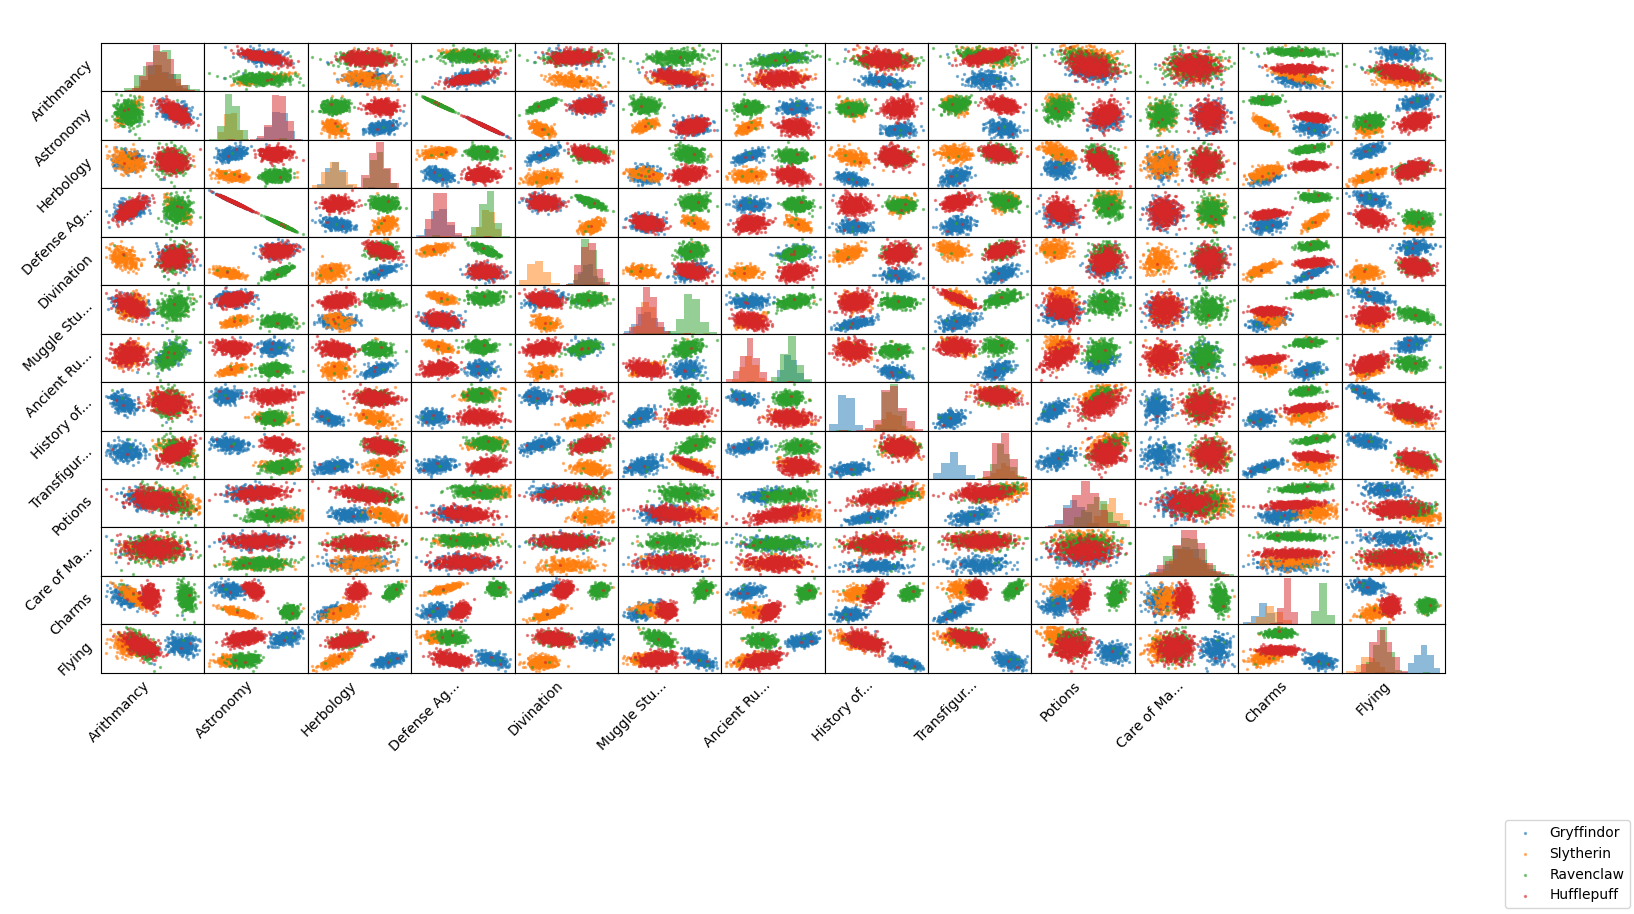 Arithmancy
Astronomy
Herbology
Defense Ag...
Divination
Muggle Stu...
Ancient Ru...
History of...
Transfigur...
Potions
Care of Ma...
Charms
Flying
Arithmancy
Astronomy
Herbology
Defense Ag...
Divination
Muggle Stu...
Ancient Ru...
History of...
Transfigur...
Potions
Care of Ma...
Charms
Flying
Gryffindor
Slytherin
Ravenclaw
Hufflepuff